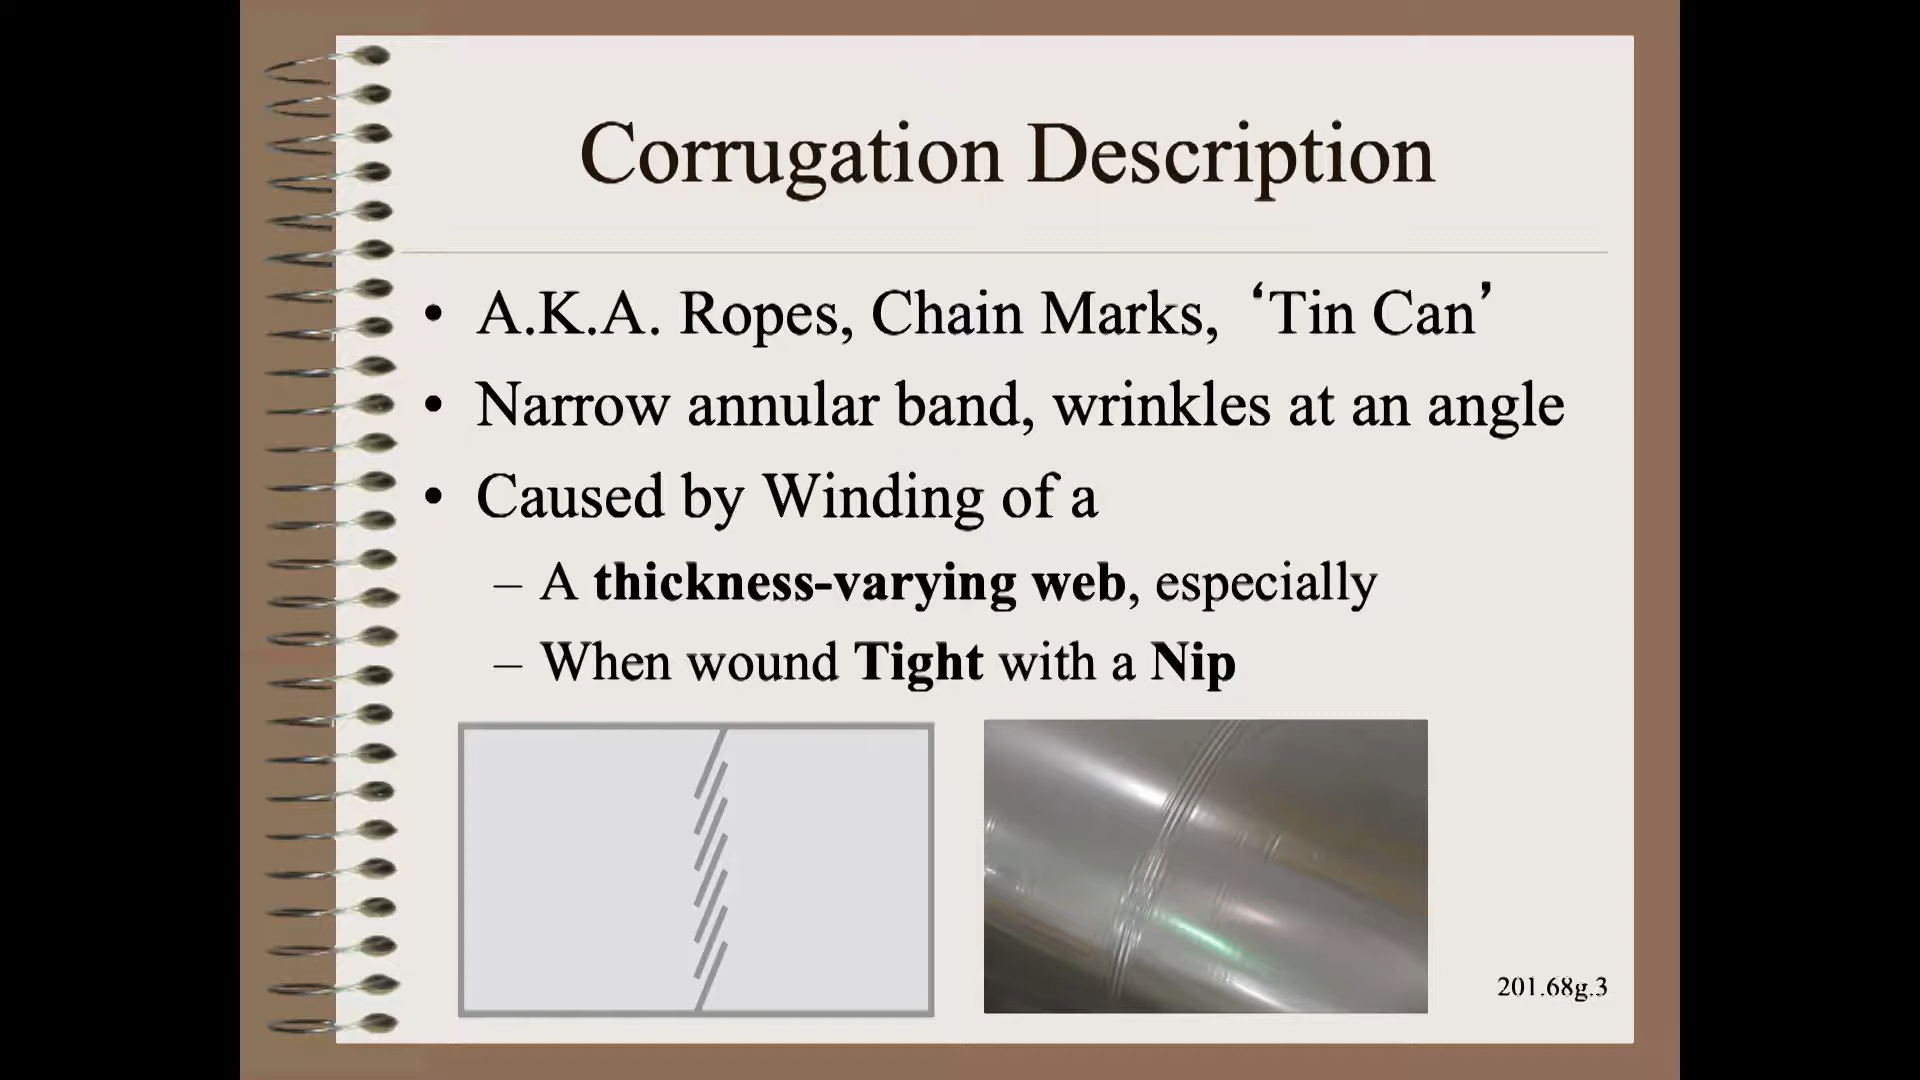 Corrugation Description
• A.K.A. Ropes, Chain Marks, ‘Tin Can’
• Narrow annular band, wrinkles at an angle
• Caused by Winding of a
– A thickness-varying web, especially
– When wound Tight with a Nip
201.68g.3